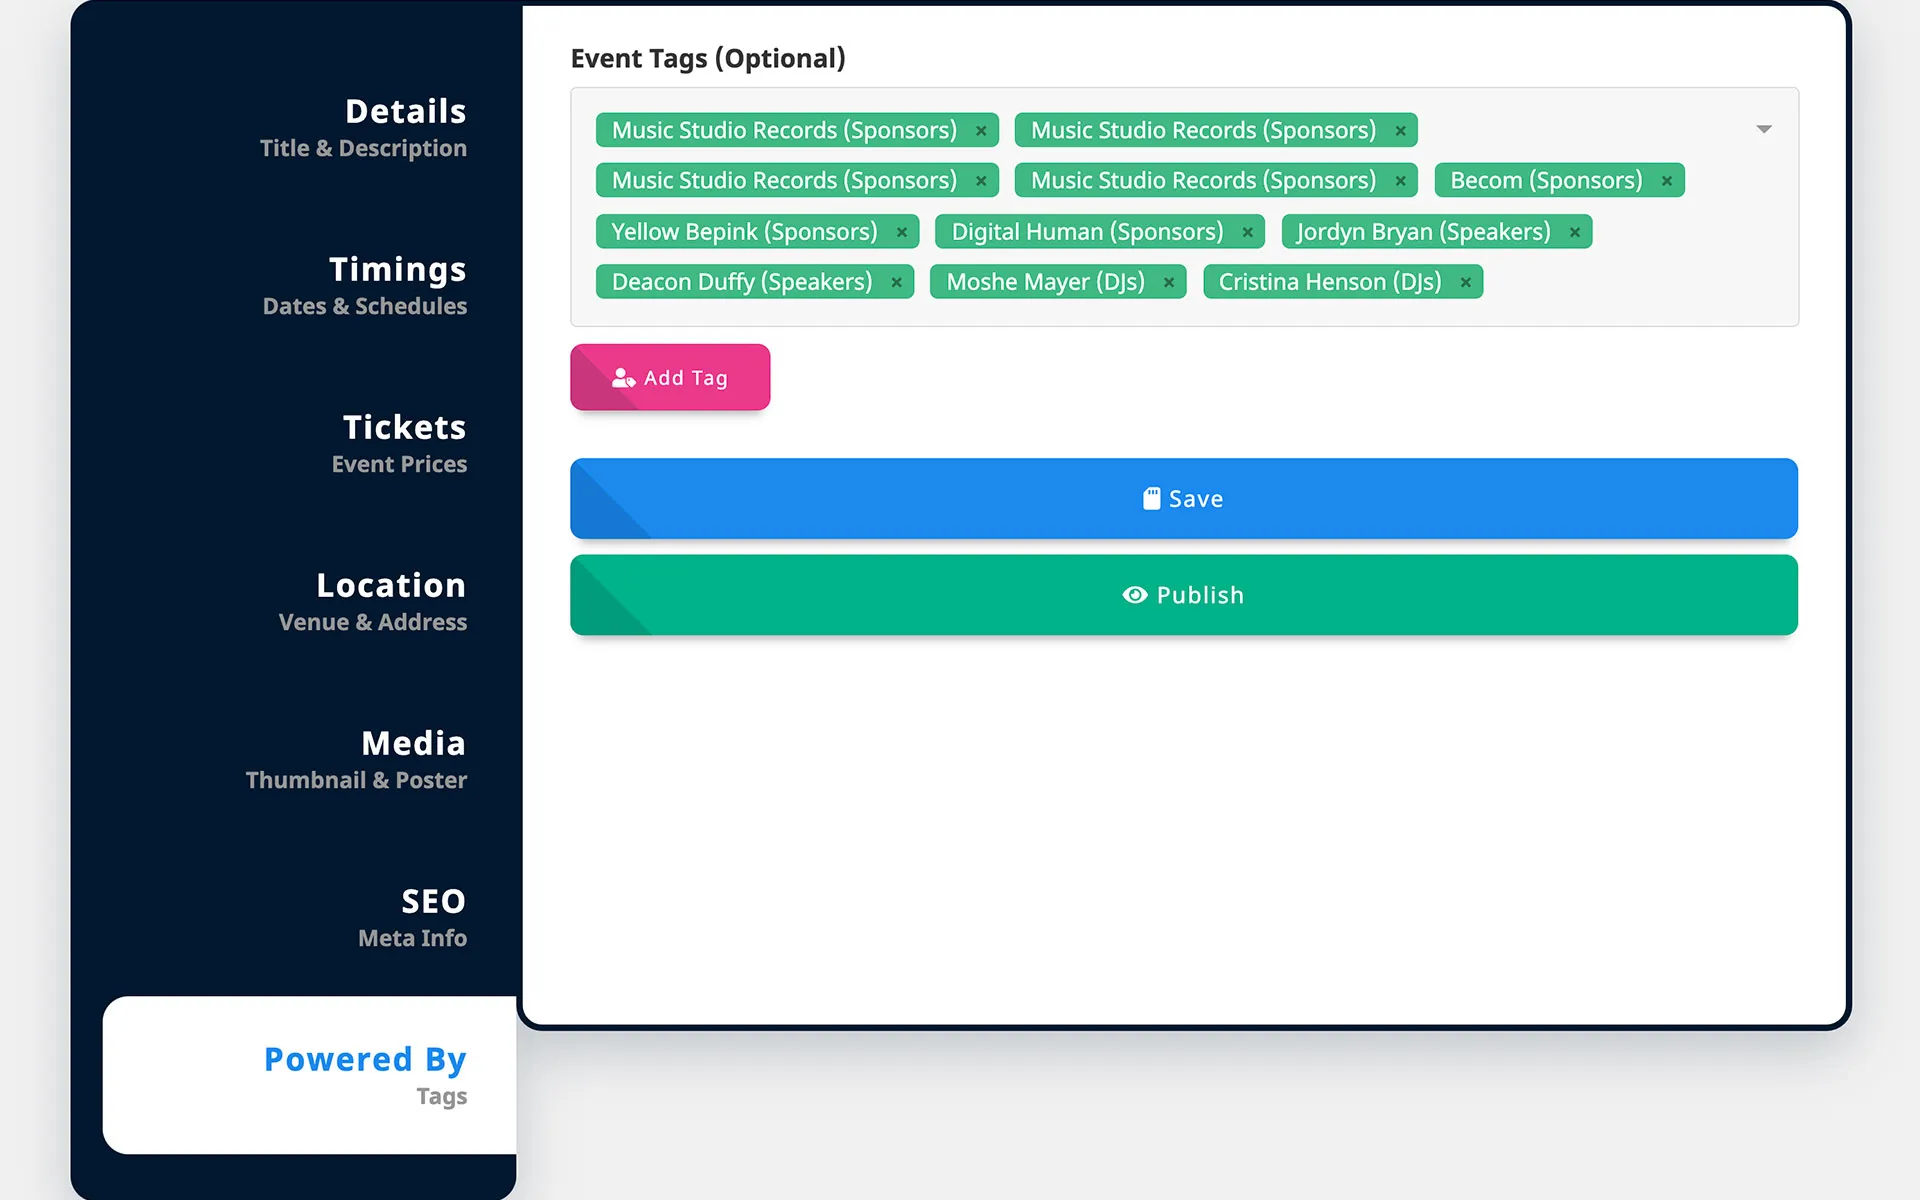 Details
Title & Description
Timings
Dates & Schedules
Tickets
Event Prices
Location
Venue & Address
Media
Thumbnail & Poster
SEO
Meta Info
Powered By
Tags
Event Tags (Optional)
Music Studio Records (Sponsors) × Music Studio Records (Sponsors) ×
Music Studio Records (Sponsors) × Music Studio Records (Sponsors) × Becom (Sponsors) ×
Yellow Bepink (Sponsors) × Digital Human (Sponsors) × Jordyn Bryan (Speakers) ×
Deacon Duffy (Speakers) × Moshe Mayer (DJs) × Cristina Henson (DJs) ×
Add Tag
Save
Publish